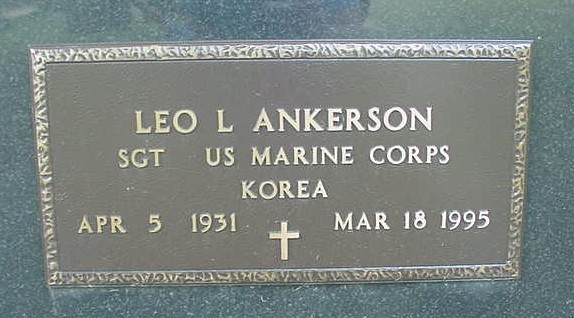 LEO L ANKERSON
SGT US MARINE CORPS
KOREA
APR 5 1931 MAR 18 1995